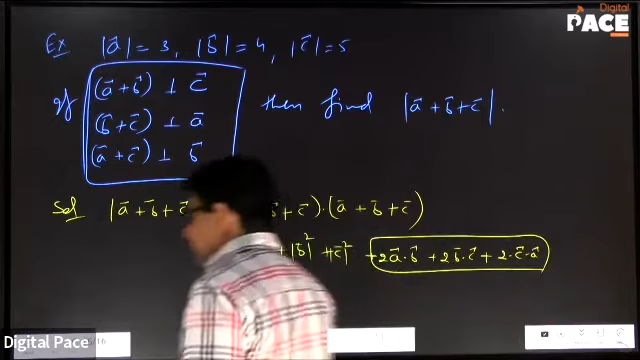 Digital
PACE
Ex |a⃗| = 3, |b⃗| = 4, |c⃗| = 5
If (a⃗ + b⃗) ⊥ c⃗
(b⃗ + c⃗) ⊥ a⃗
(a⃗ + c⃗) ⊥ b⃗
then find |a⃗ + b⃗ + c⃗|.
Sol |a⃗ + b⃗ + c⃗ + c⃗)·(a⃗ + b⃗ + c⃗)
+ |b⃗|² + |c⃗|² + 2a⃗·b⃗ + 2b⃗·c⃗ + 2·c⃗·a⃗
Digital Pace